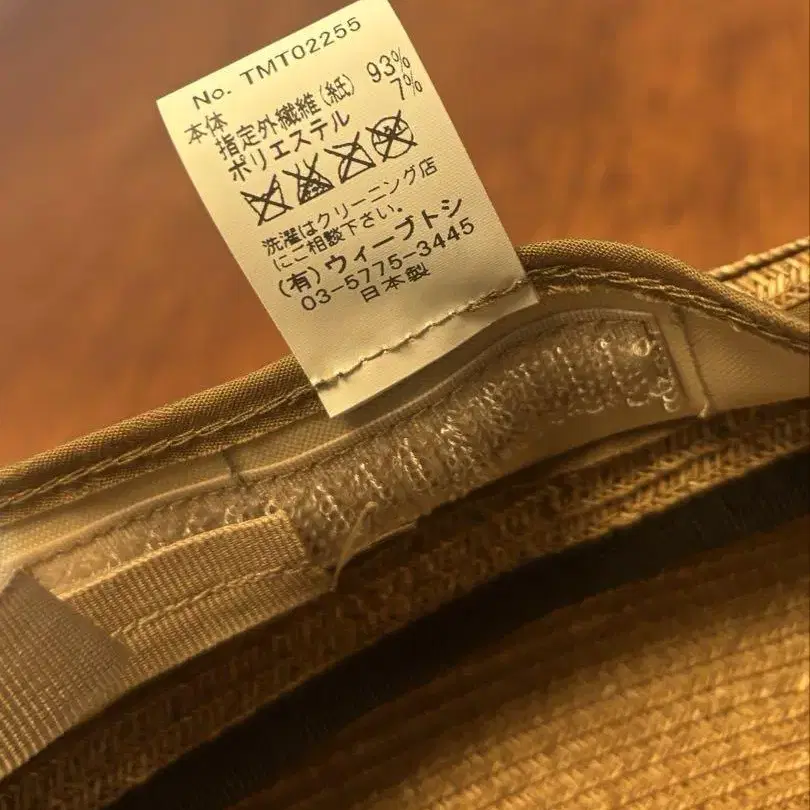 No. TMT02255
本体
指定外繊維(紙) 93%
ポリエステル 7%
洗濯はクリーニング店
にご相談下さい。
(有)ウィーブトシ
03-5775-3445
日本製